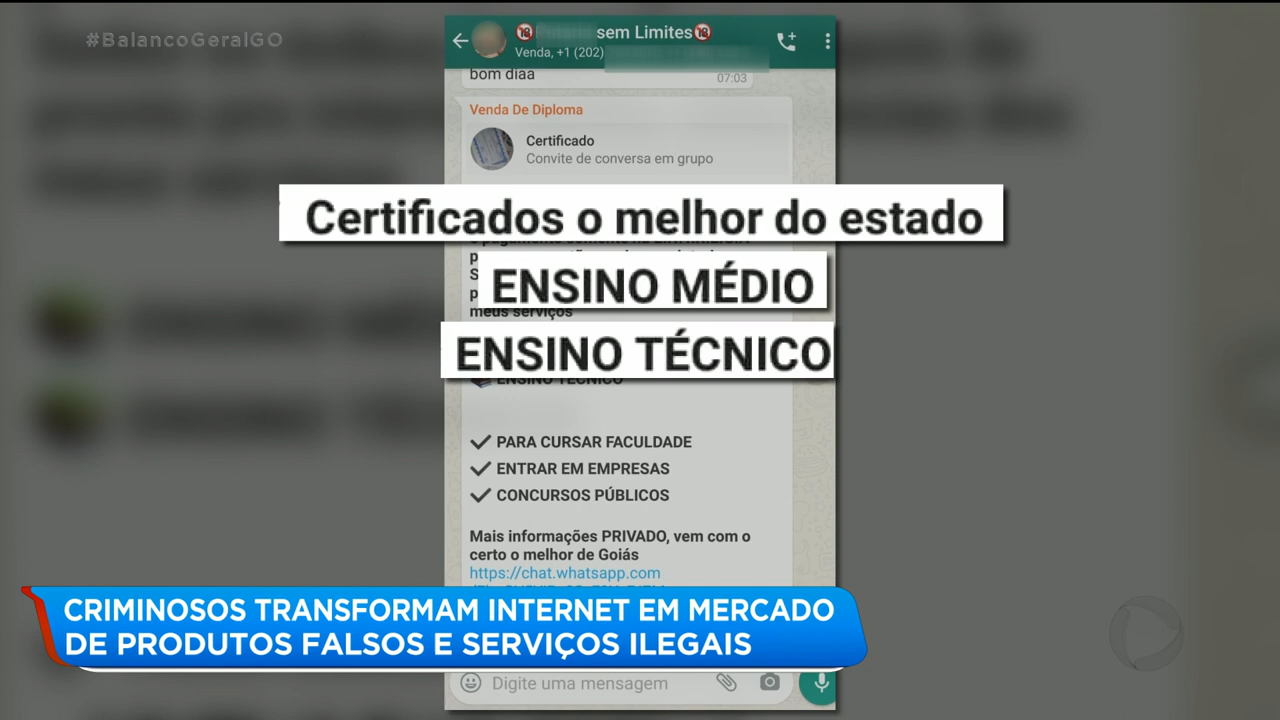 #BalancoGeralGO
sem Limites
Venda, +1 (202)
bom diaa
07:03
Venda De Diploma
Certificado
Convite de conversa em grupo
Certificados o melhor do estado
ENSINO MÉDIO
meus serviços
ENSINO TÉCNICO
ENSINO TECNICO
PARA CURSAR FACULDADE
ENTRAR EM EMPRESAS
CONCURSOS PÚBLICOS
Mais informações PRIVADO, vem com o
certo o melhor de Goiás
https://chat.whatsapp.com
CRIMINOSOS TRANSFORMAM INTERNET EM MERCADO
DE PRODUTOS FALSOS E SERVIÇOS ILEGAIS
Digite uma mensagem